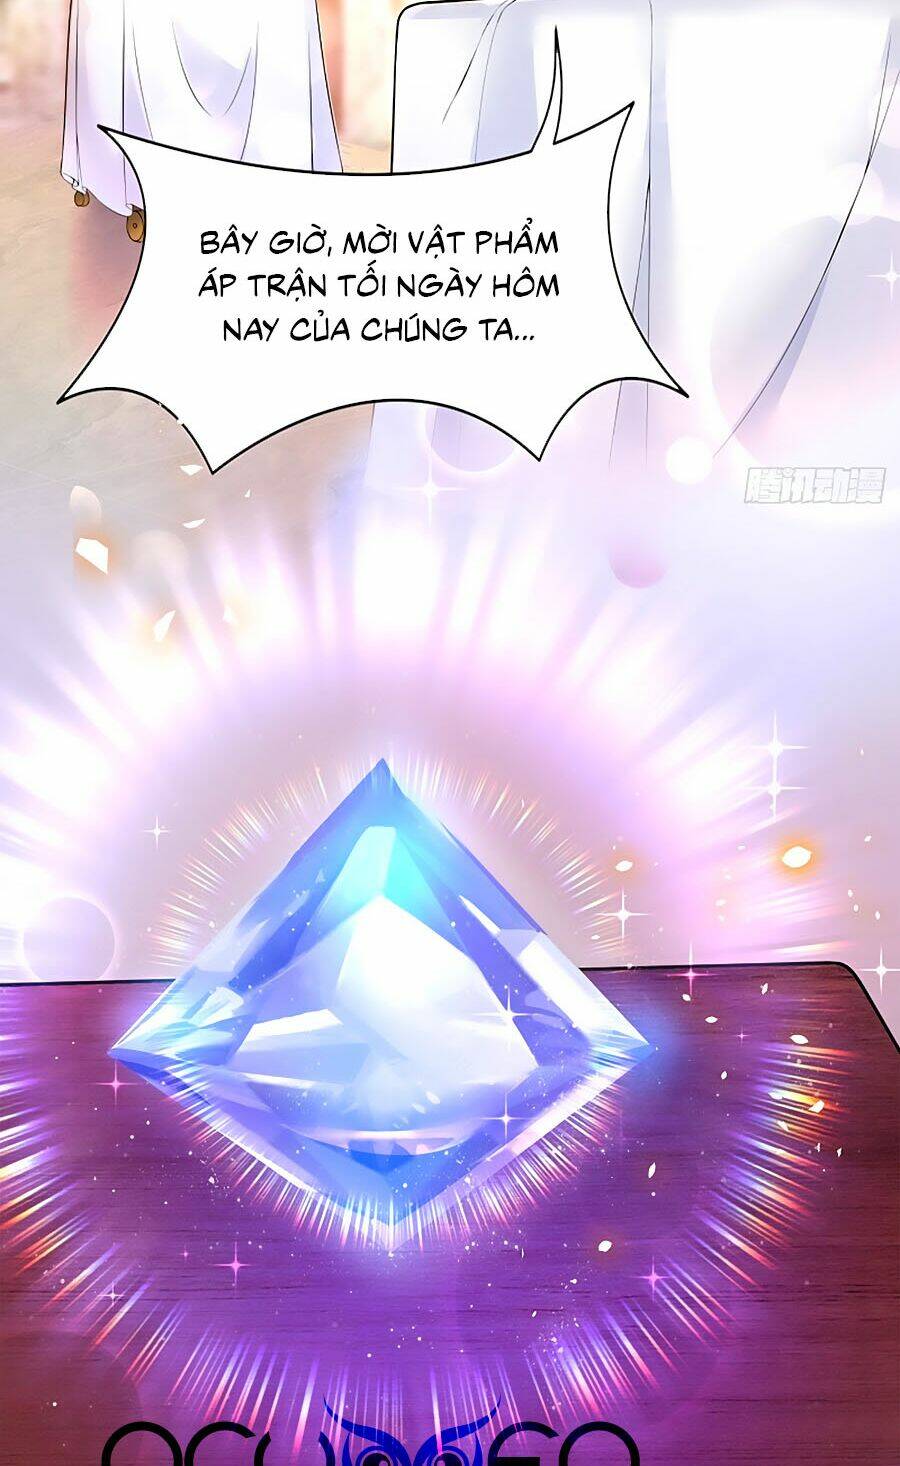 BÂY GIỜ, MỜI VẬT PHẨM
ÁP TRẬN TỐI NGÀY HÔM
NAY CỦA CHÚNG TA...
腾讯动漫